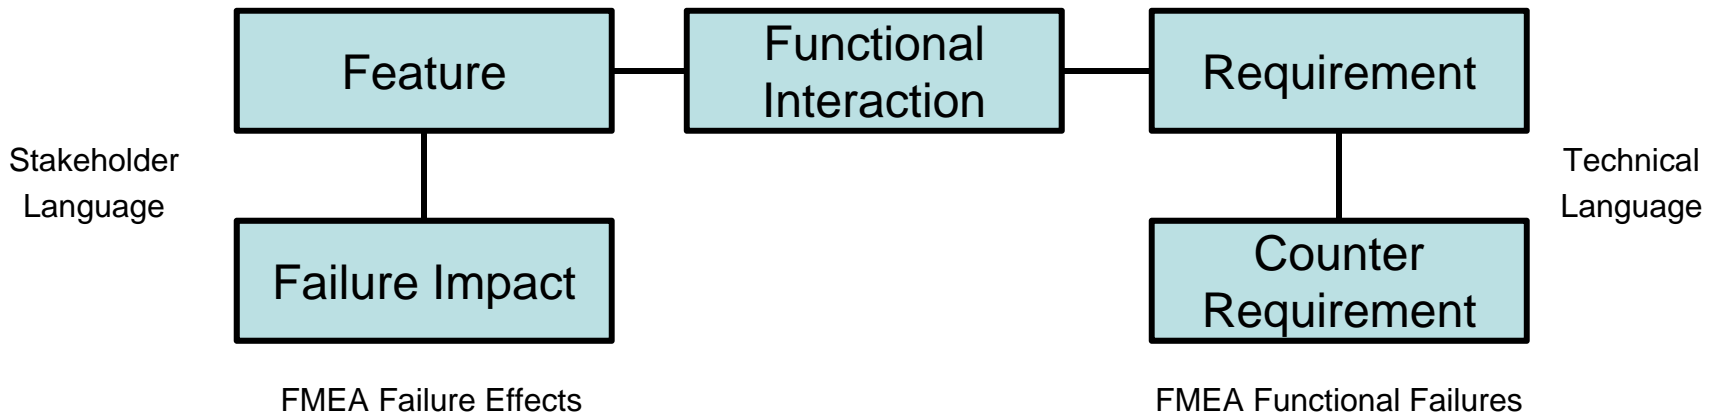 Feature
Functional
Interaction
Requirement
Stakeholder
Language
Technical
Language
Failure Impact
Counter
Requirement
FMEA Failure Effects
FMEA Functional Failures